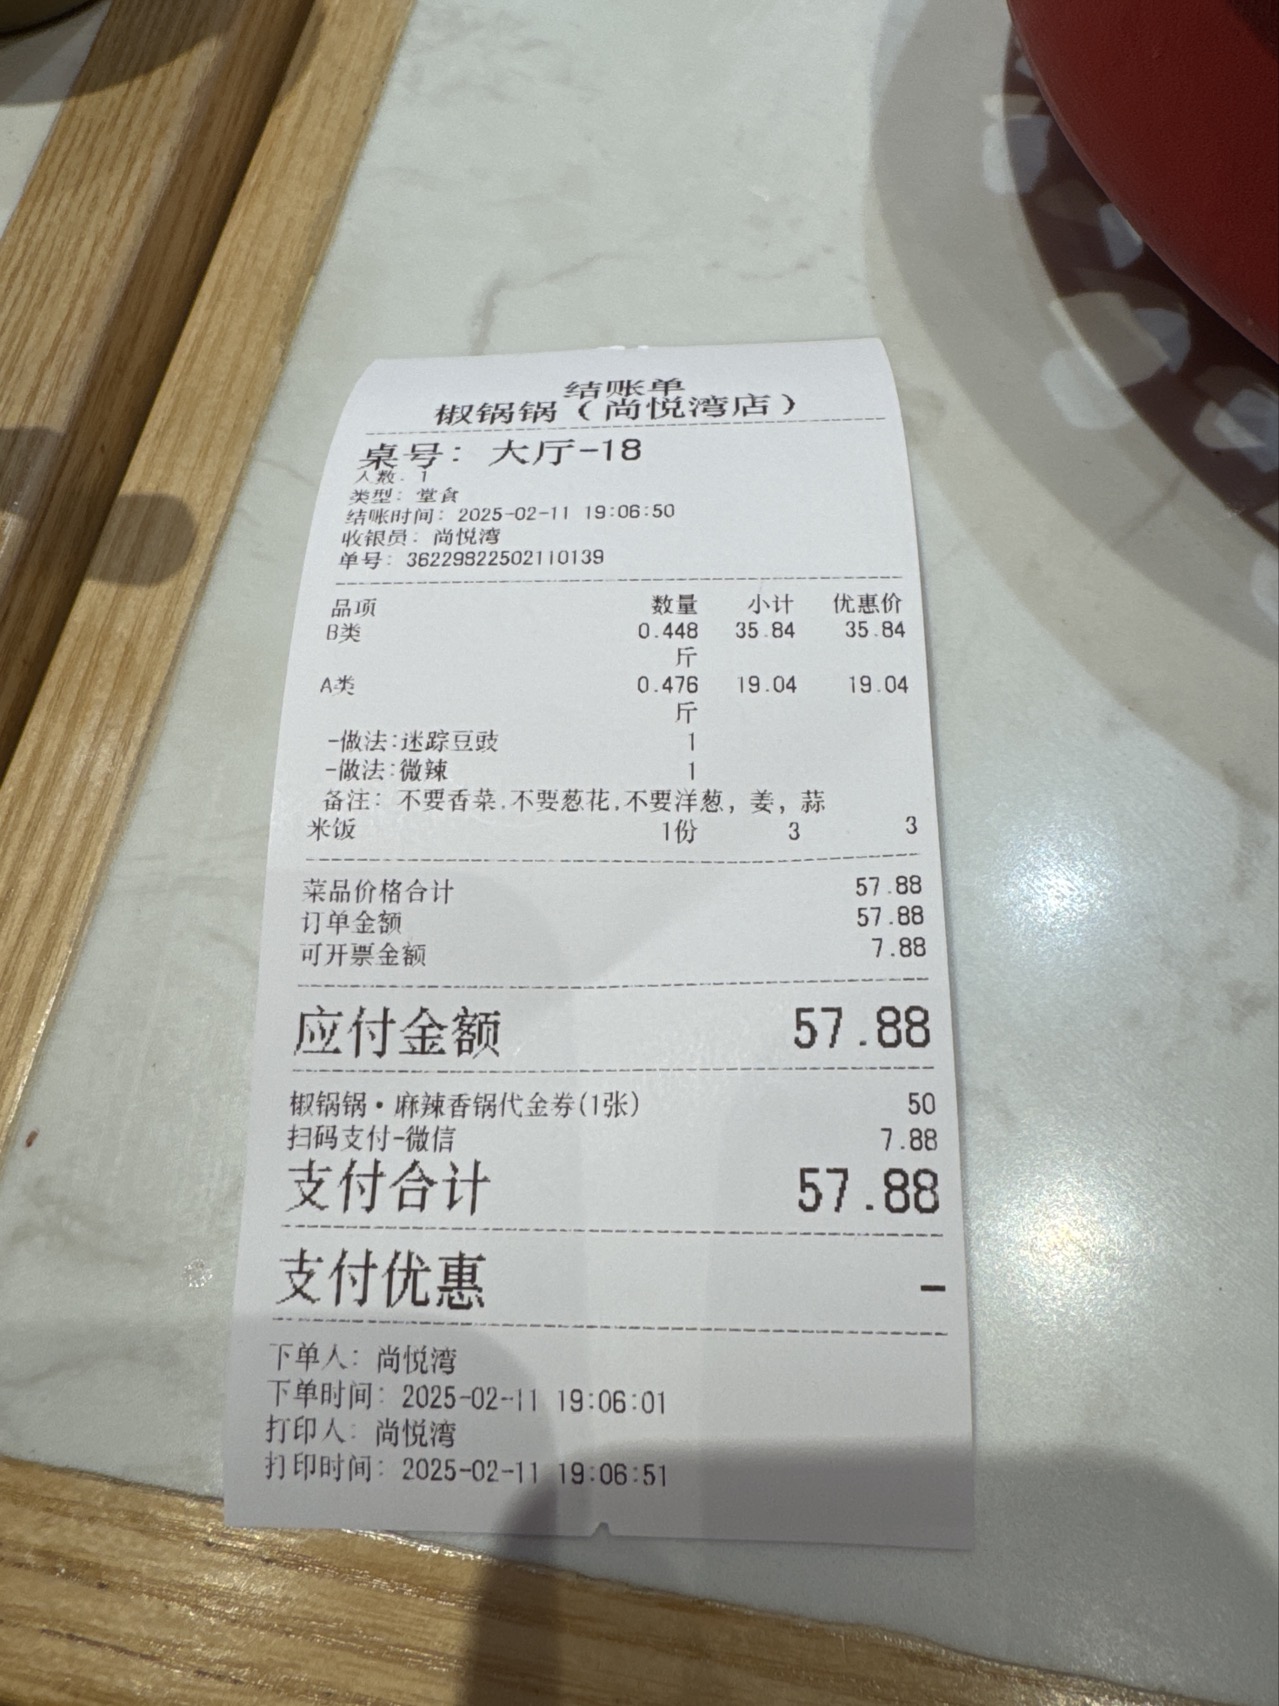 结账单
椒锅锅（尚悦湾店）
桌号：大厅-18
人数：1
类型：堂食
结账时间：2025-02-11 19:06:50
收银员：尚悦湾
单号：36229822502110139
品项 数量 小计 优惠价
B类 0.448 35.84 35.84
斤
A类 0.476 19.04 19.04
斤
-做法:迷踪豆豉 1
-做法:微辣 1
备注：不要香菜.不要葱花.不要洋葱，姜，蒜
米饭 1份 3 3
菜品价格合计 57.88
订单金额 57.88
可开票金额 7.88
应付金额 57.88
椒锅锅•麻辣香锅代金券(1张) 50
扫码支付-微信 7.88
支付合计 57.88
支付优惠 -
下单人：尚悦湾
下单时间：2025-02-11 19:06:01
打印人：尚悦湾
打印时间：2025-02-11 19:06:51